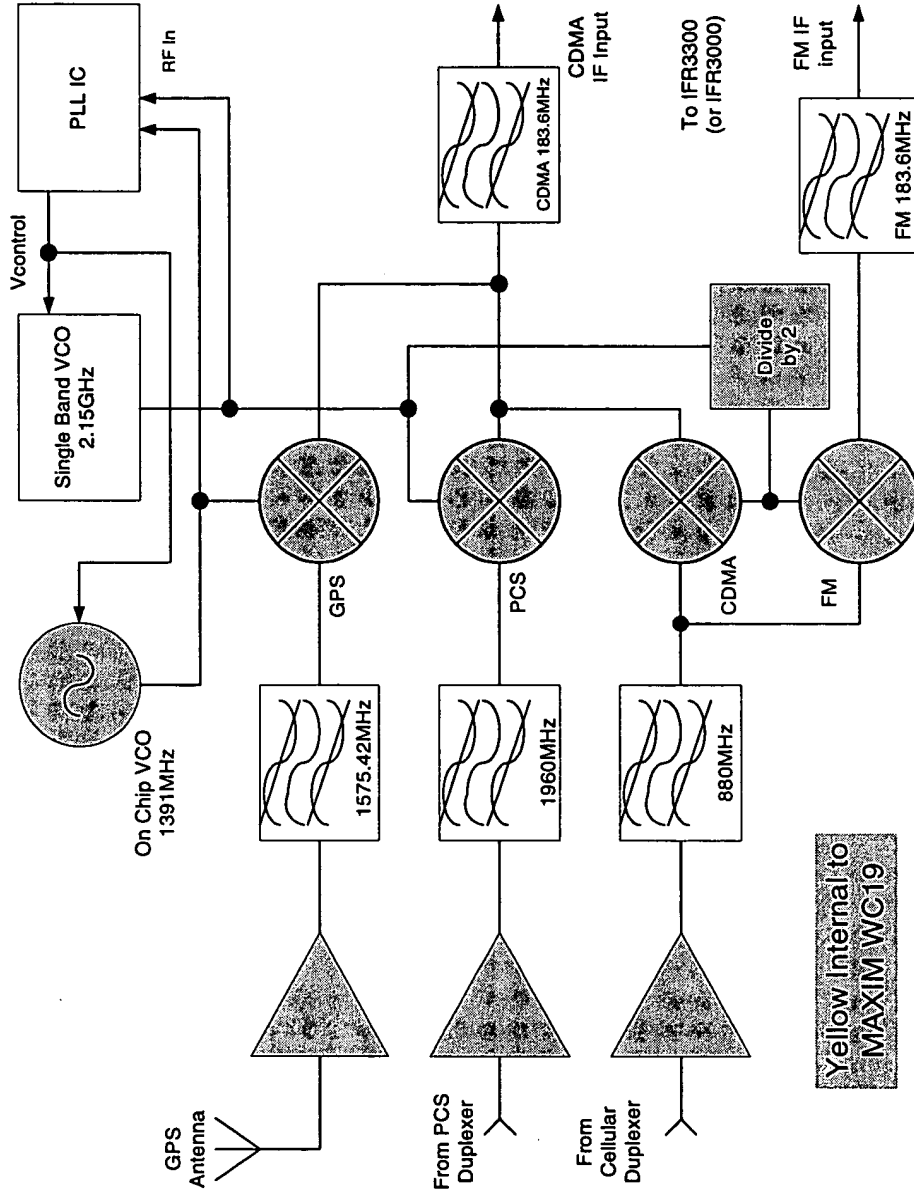 PLL IC
RF In
Vcontrol
Single Band VCO
2.15GHz
On Chip VCO
1391MHz
GPS
Antenna
1575.42MHz
GPS
From PCS
Duplexer
1960MHz
PCS
CDMA 183.6MHz
CDMA
IF Input
From
Cellular
Duplexer
880MHz
CDMA
FM
Divide
by 2
To IFR3300
(or IFR3000)
FM 183.6MHz
FM IF
input
Yellow Internal to
MAXIM WC19